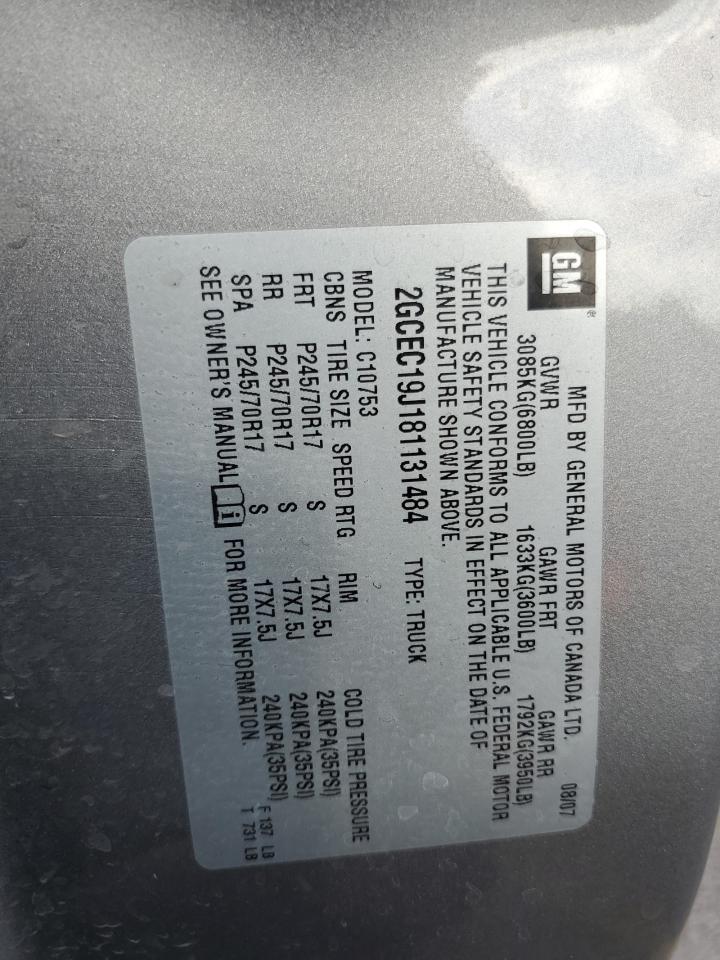 GM®
MFD BY GENERAL MOTORS OF CANADA LTD. 08/07
GVWR GAWR FRT GAWR RR
3085KG(6800LB) 1633KG(3600LB) 1792KG(3950LB)
THIS VEHICLE CONFORMS TO ALL APPLICABLE U.S. FEDERAL MOTOR
VEHICLE SAFETY STANDARDS IN EFFECT ON THE DATE OF
MANUFACTURE SHOWN ABOVE.
2GCEC19J181131484 TYPE: TRUCK
MODEL: C10753
CBNS TIRE SIZE SPEED RTG RIM COLD TIRE PRESSURE
FRT P245/70R17 S 17X7.5J 240KPA(35PSI)
RR P245/70R17 S 17X7.5J 240KPA(35PSI)
SPA P245/70R17 S 17X7.5J 240KPA(35PSI)
SEE OWNER'S MANUAL i FOR MORE INFORMATION.
F 137 LB
T 731 LB